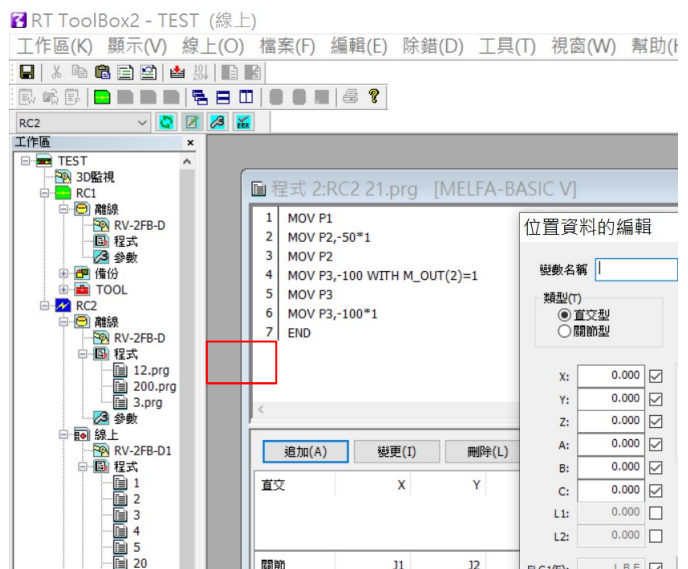 RT ToolBox2 - TEST (線上)
工作區(K) 顯示(V) 線上(O) 檔案(F) 編輯(E) 除錯(D) 工具(T) 視窗(W) 幫助(H
RC2
工作區
TEST
3D監視
RC1
離線
RV-2FB-D
程式
參數
備份
TOOL
RC2
離線
RV-2FB-D
程式
12.prg
200.prg
3.prg
參數
線上
RV-2FB-D1
程式
1
2
3
4
5
20
程式 2:RC2 21.prg [MELFA-BASIC V]
1 MOV P1
2 MOV P2,-50*1
3 MOV P2
4 MOV P3,-100 WITH M_OUT(2)=1
5 MOV P3
6 MOV P3,-100*1
7 END
追加(A) 變更(I) 刪除(L)
直交 X Y
關節 J1 J2
位置資料的編輯
變數名稱
類型(T)
直交型
關節型
X: 0.000
Y: 0.000
Z: 0.000
A: 0.000
B: 0.000
C: 0.000
L1: 0.000
L2: 0.000